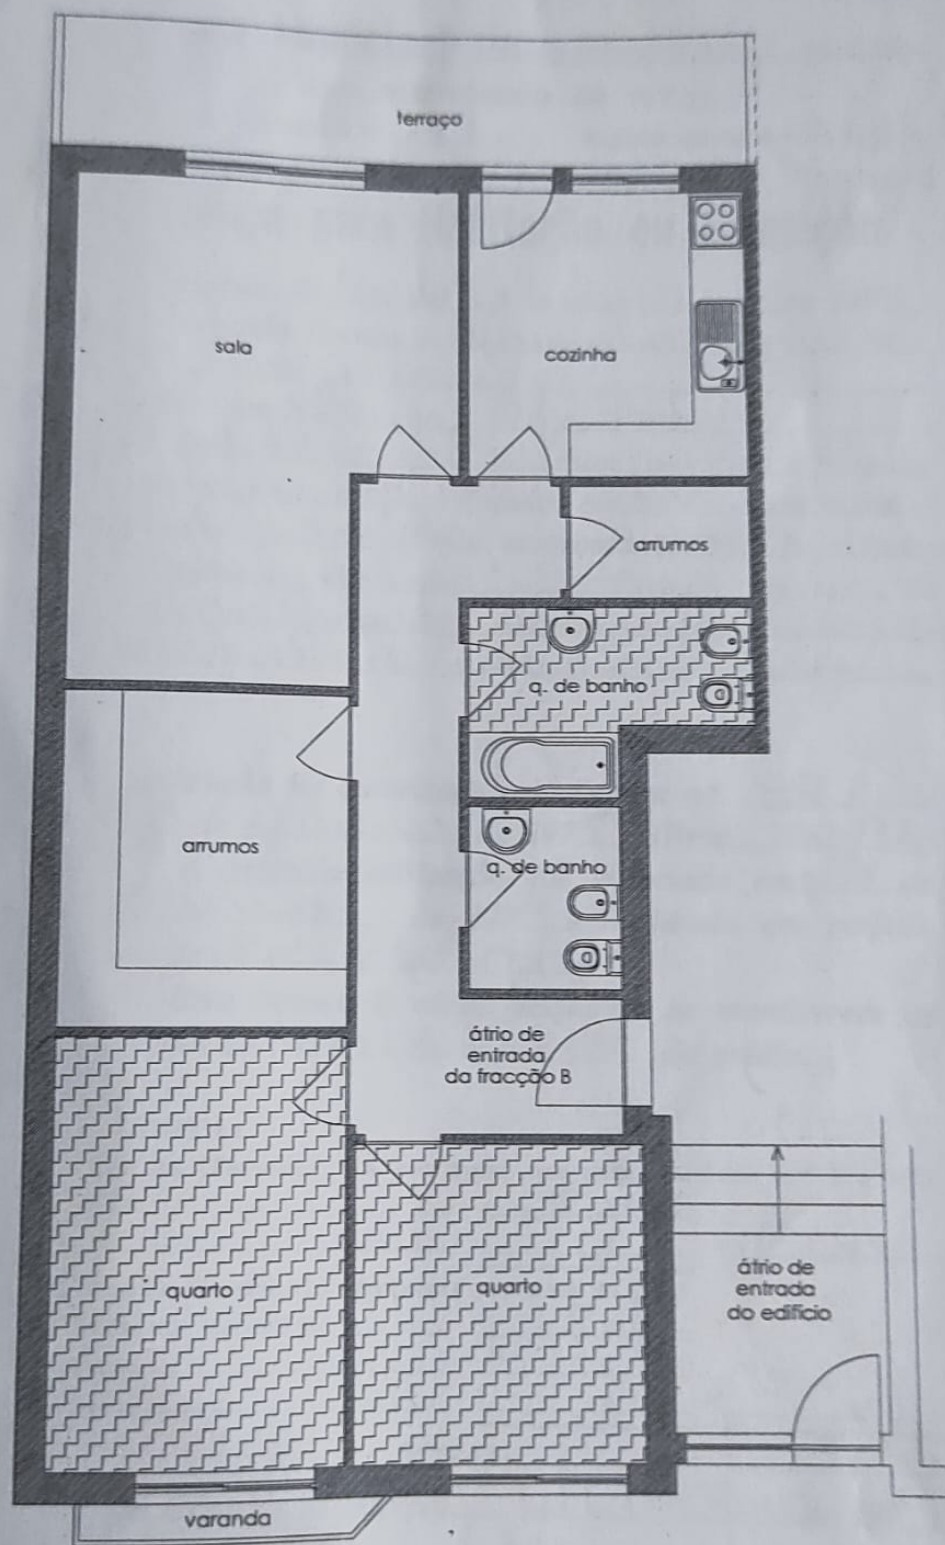 terraço
sala
cozinha
arrumos
q. de banho
arrumos
q. de banho
átrio de
entrada
da fracção B
quarto
quarto
átrio de
entrada
do edifício
varanda